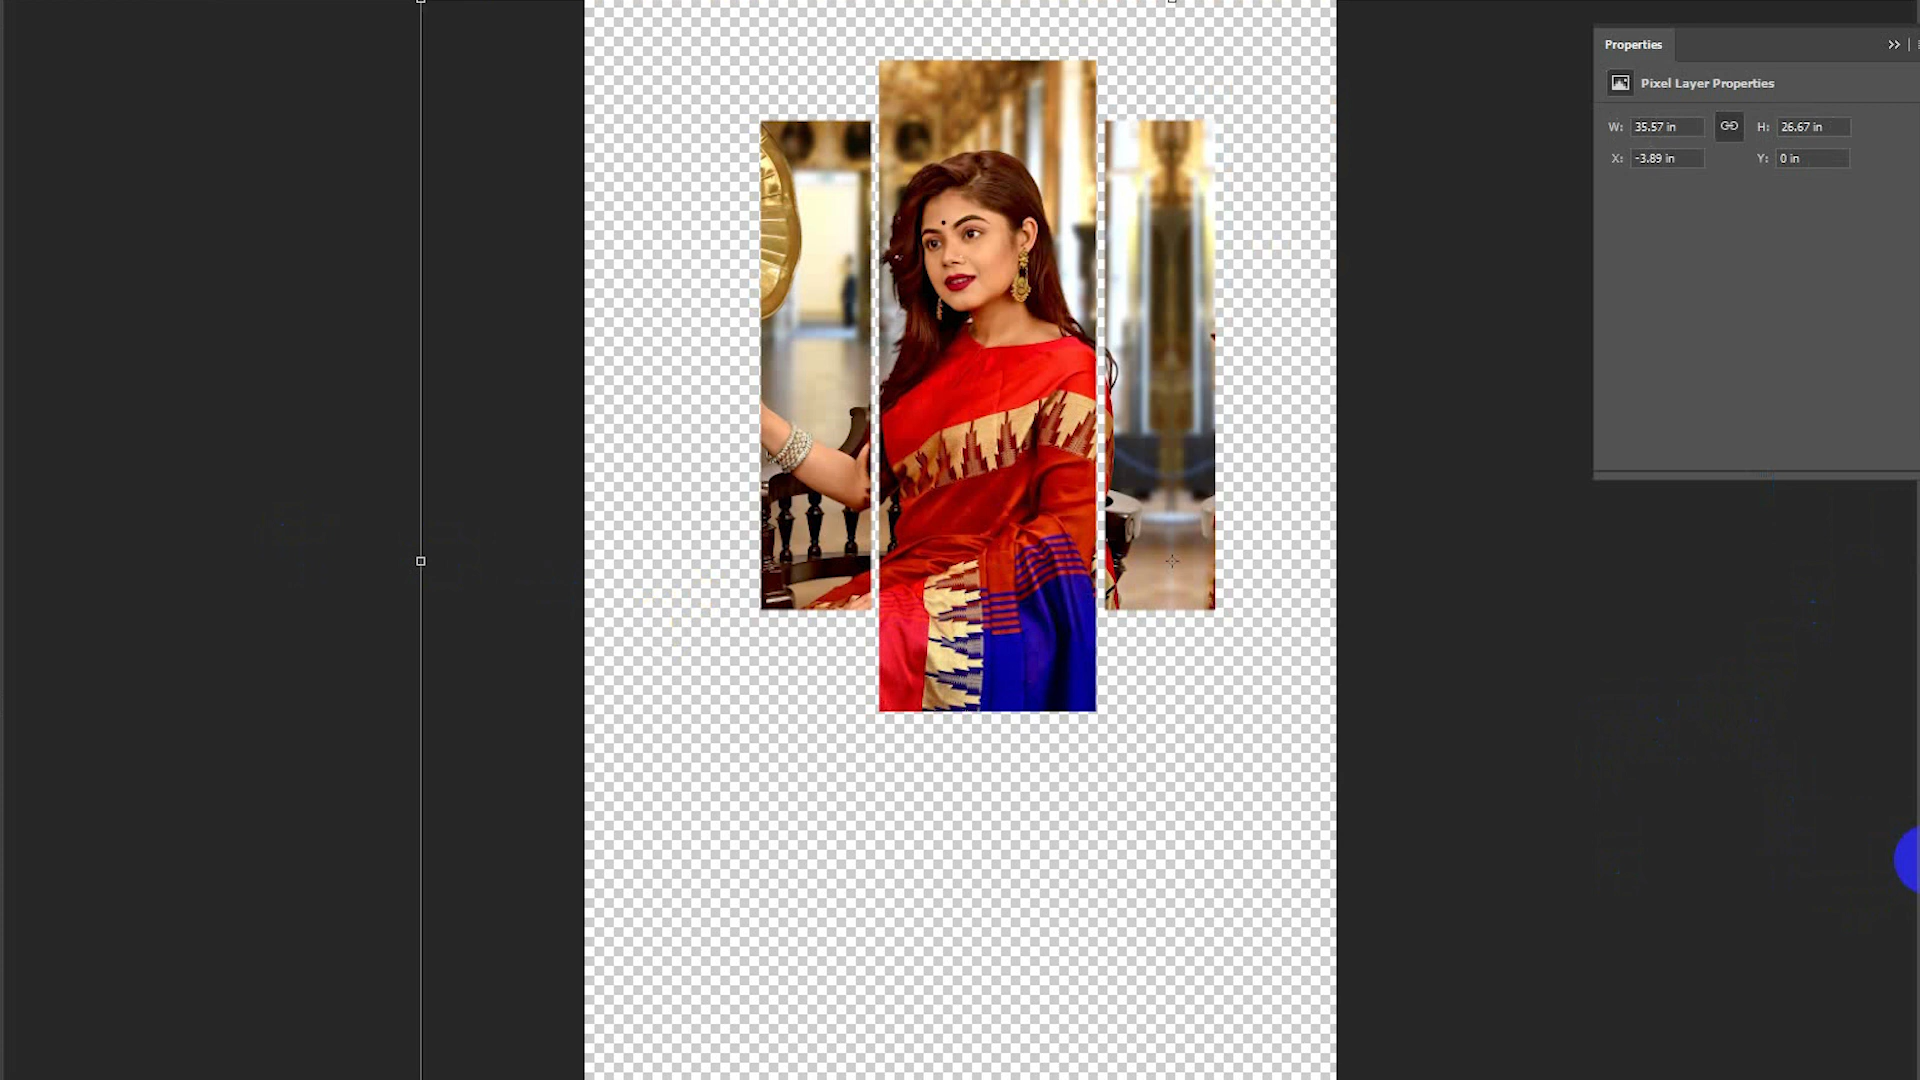 Properties
Pixel Layer Properties
W: 35.57 in H: 26.67 in
X: -3.89 in Y: 0 in